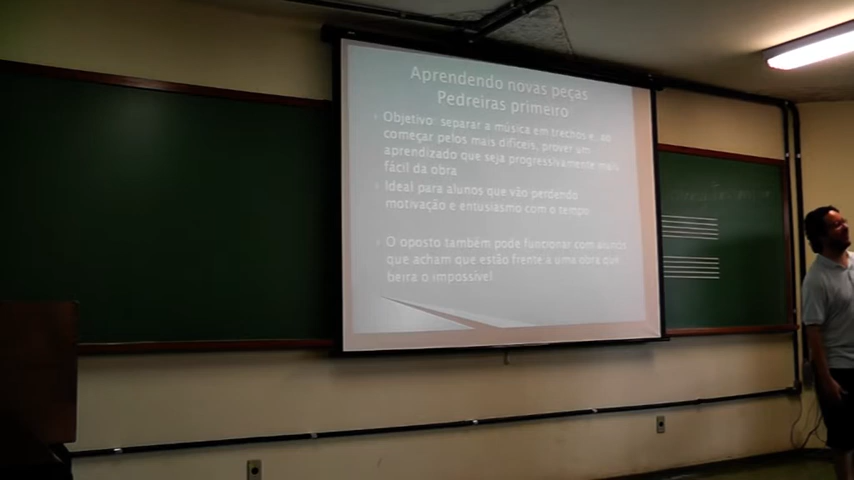 Aprendendo novas peças
Pedreiras primeiro
Objetivo: separar a música em trechos e, ao
começar pelos mais difíceis, prover um
aprendizado que seja progressivamente mais
fácil da obra
Ideal para alunos que vão perdendo
motivação e entusiasmo com o tempo
O oposto também pode funcionar com alunos
que acham que estão frente a uma obra que
beira o impossível